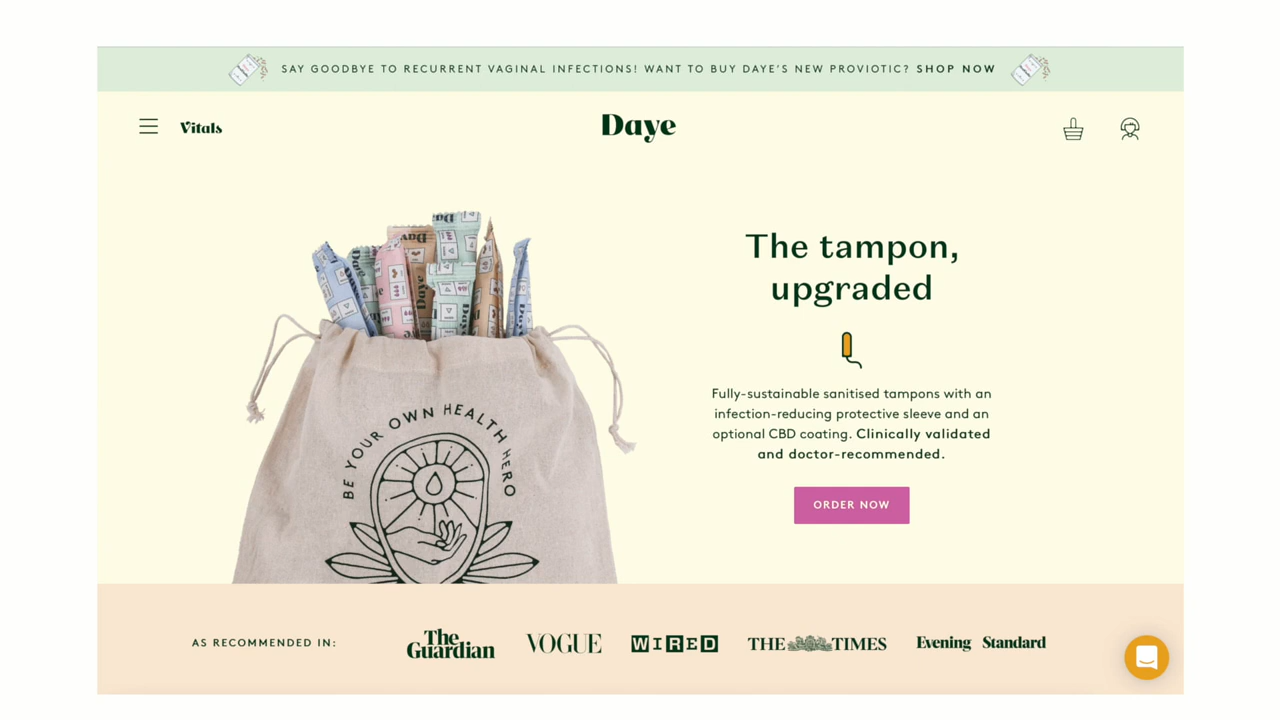 SAY GOODBYE TO RECURRENT VAGINAL INFECTIONS! WANT TO BUY DAYE'S NEW PROVIOTIC? SHOP NOW
Vitals
Daye
The tampon,
upgraded
Fully-sustainable sanitised tampons with an
infection-reducing protective sleeve and an
optional CBD coating. Clinically validated
and doctor-recommended.
ORDER NOW
BE YOUR OWN HEALTH HERO
AS RECOMMENDED IN:
The Guardian
VOGUE
WIRED
THE TIMES
Evening Standard